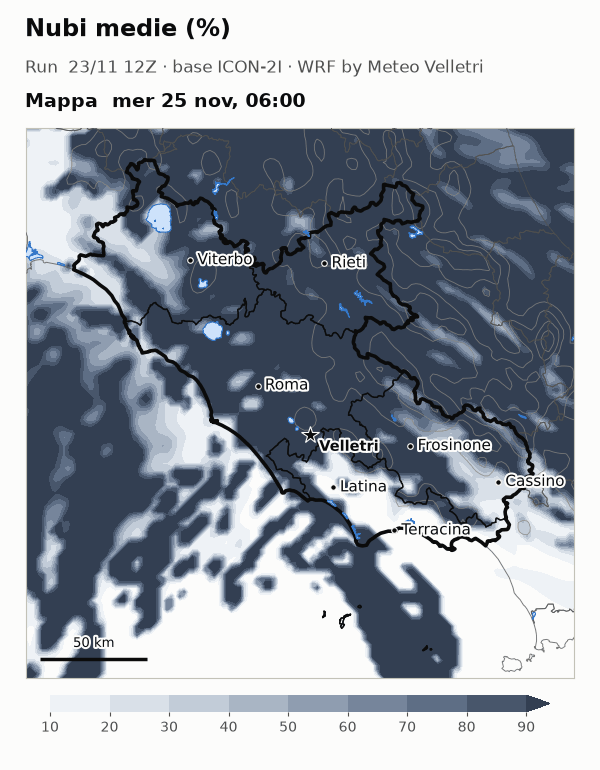 Nubi medie (%)
Run  23/11 12Z · base ICON-2I · WRF by Meteo Velletri
Mappa  mer 25 nov, 06:00
Viterbo
Rieti
Roma
Velletri
Frosinone
Latina
Cassino
Terracina
50 km
10 20 30 40 50 60 70 80 90